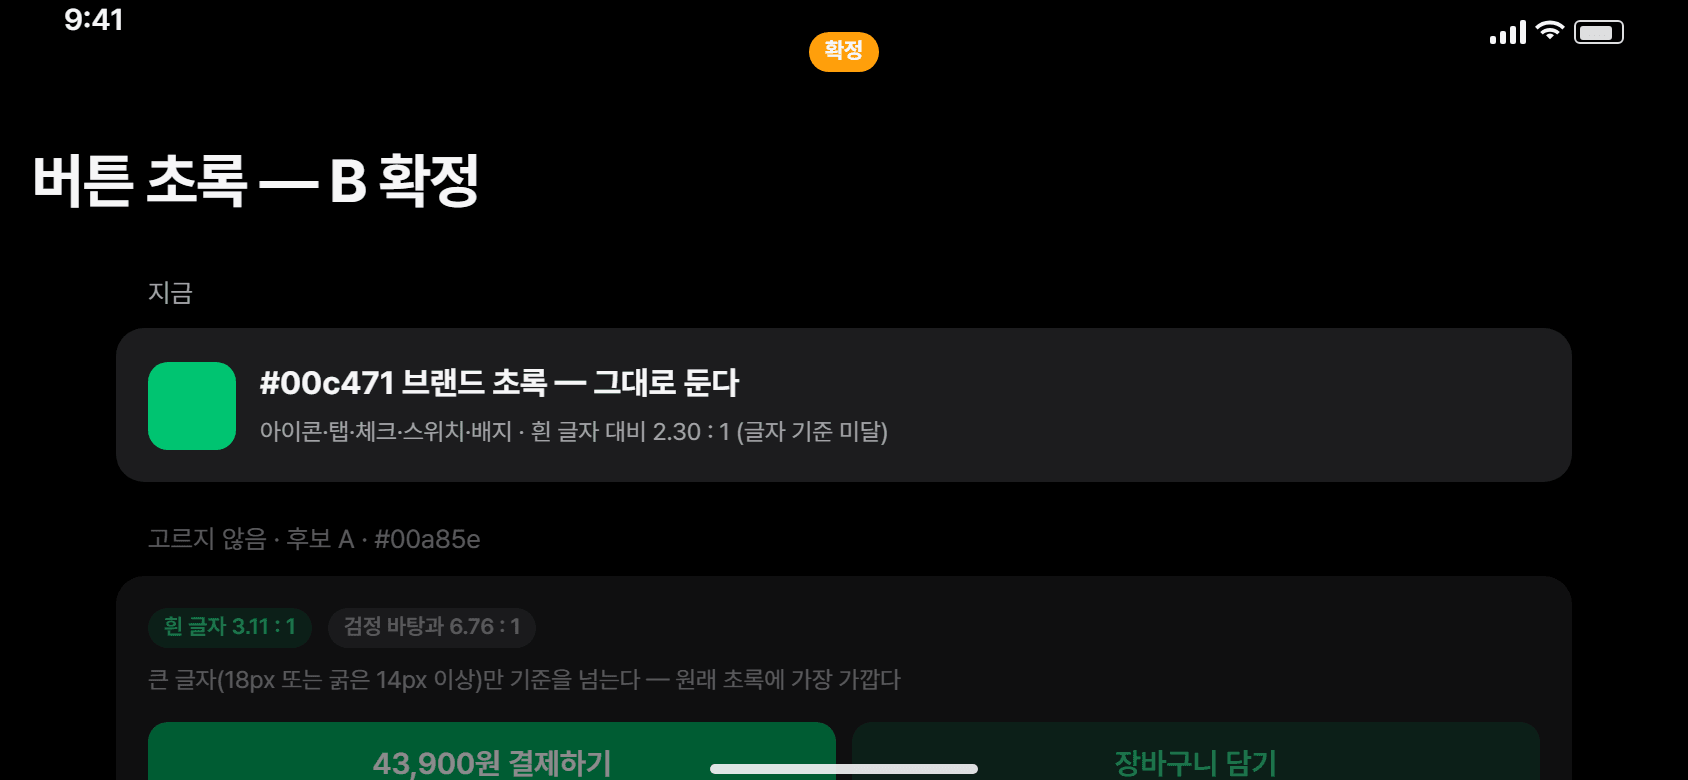 9:41
확정
버튼 초록 — B 확정
지금
#00c471 브랜드 초록 — 그대로 둔다
아이콘·탭·체크·스위치·배지 · 흰 글자 대비 2.30 : 1 (글자 기준 미달)
고르지 않음 · 후보 A · #00a85e
흰 글자 3.11 : 1 검정 바탕과 6.76 : 1
큰 글자(18px 또는 굵은 14px 이상)만 기준을 넘는다 — 원래 초록에 가장 가깝다
43,900원 결제하기 장바구니 담기